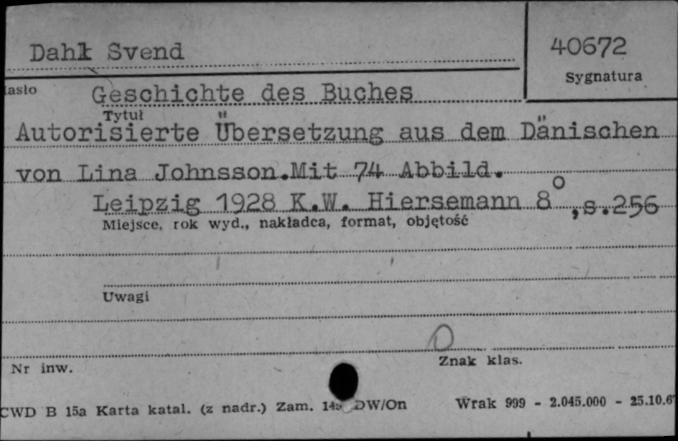 Dahl Svend
40672
Sygnatura
asło
Geschichte des Buches
Tytuł
Autorisierte Übersetzung aus dem Dänischen
von Lina Johnsson.Mit 74 Abbild.
Leipzig 1928 K.W. Hiersemann 8°,s.256
Miejsce, rok wyd., nakładca, format, objętość
Uwagi
Nr inw.
Znak klas.
CWD B 15a Karta katal. (z nadr.) Zam. DW/On
Wrak 999 - 2.045.000 - 25.10.6